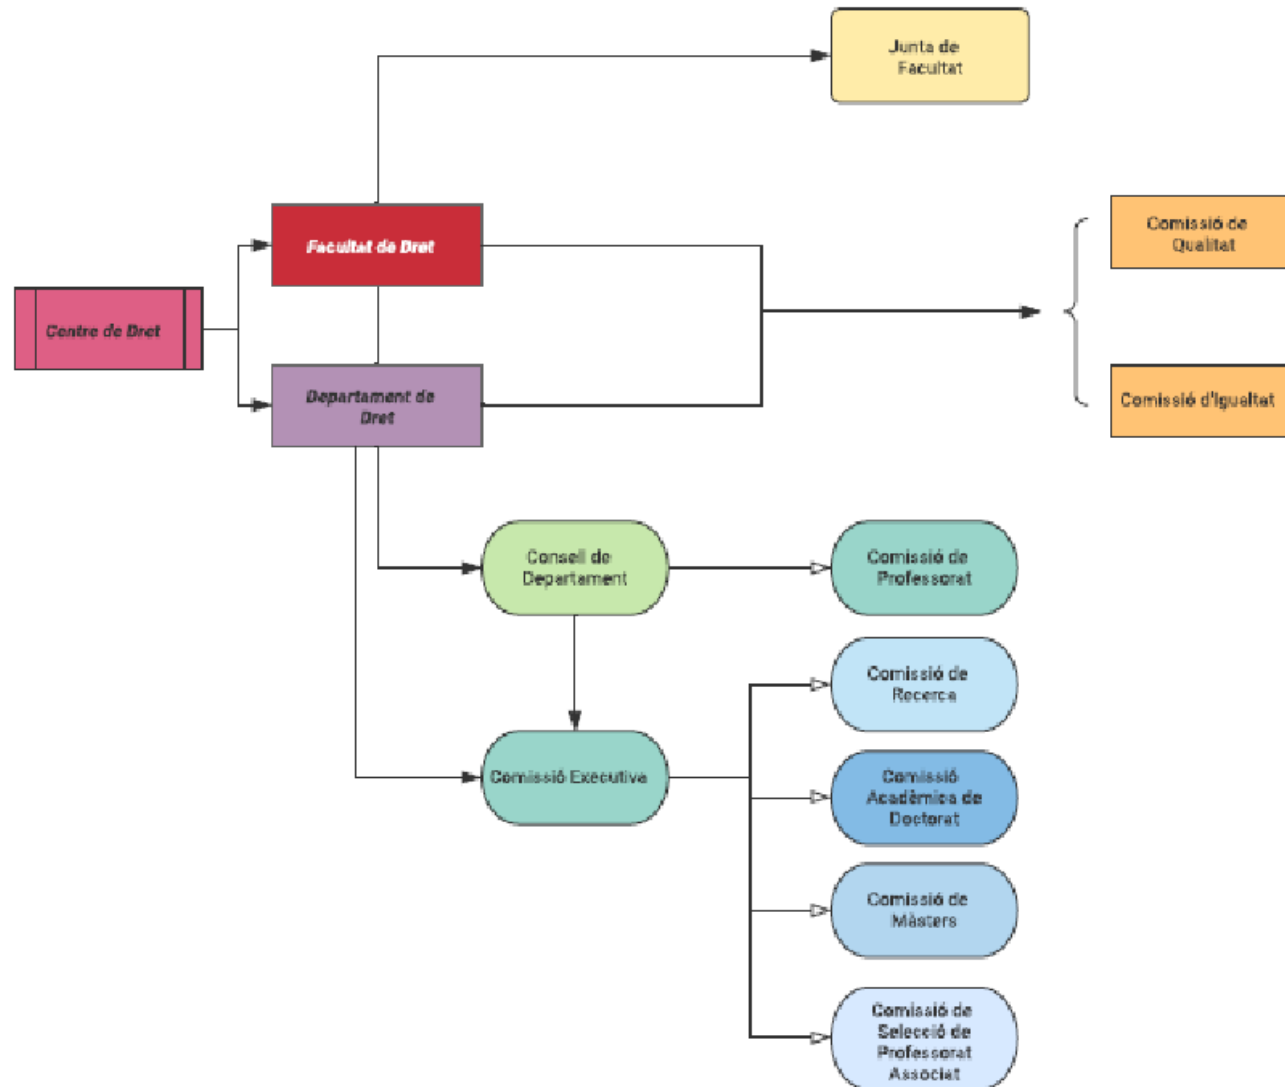 Junta de
Facultat
Facultat de Dret
Comissió de
Qualitat
Centre de Dret
Departament de
Dret
Comissió d'Igualtat
Consell de
Departament
Comissió de
Professorat
Comissió de
Recerca
Comissió Executiva
Comissió
Acadèmica de
Doctorat
Comissió de
Màsters
Comissió de
Selecció de
Professorat
Associat